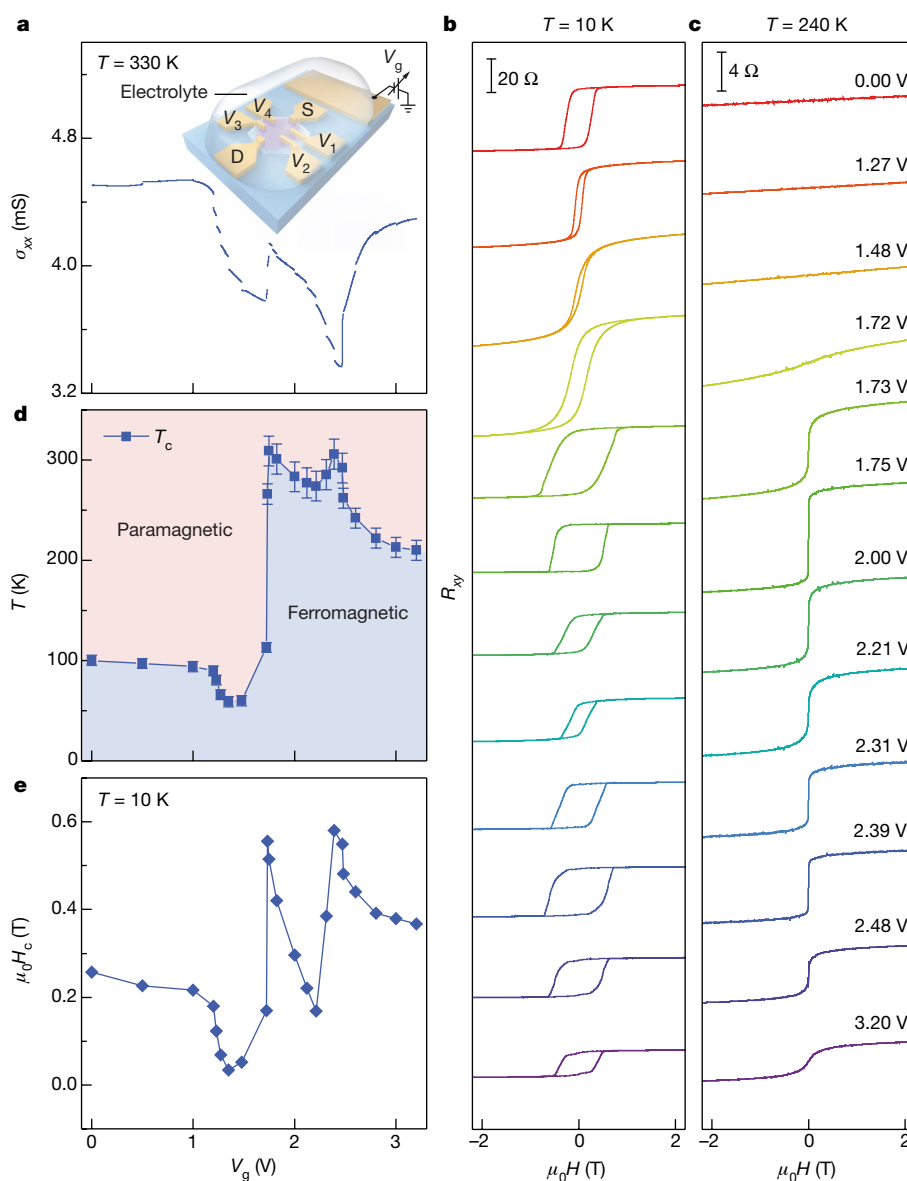 a
T = 330 K
Electrolyte
V_g
V_4
S
V_3
V_1
D
V_2
4.8
4.0
3.2
σ_xx (mS)
d
T_c
300
200
100
0
T (K)
Paramagnetic
Ferromagnetic
e
T = 10 K
0.6
0.4
0.2
0.0
μ_0H_c (T)
0 1 2 3
V_g (V)
b
T = 10 K
20 Ω
R_xy
−2 0 2
μ_0H (T)
c
T = 240 K
4 Ω
0.00 V
1.27 V
1.48 V
1.72 V
1.73 V
1.75 V
2.00 V
2.21 V
2.31 V
2.39 V
2.48 V
3.20 V
−2 0 2
μ_0H (T)